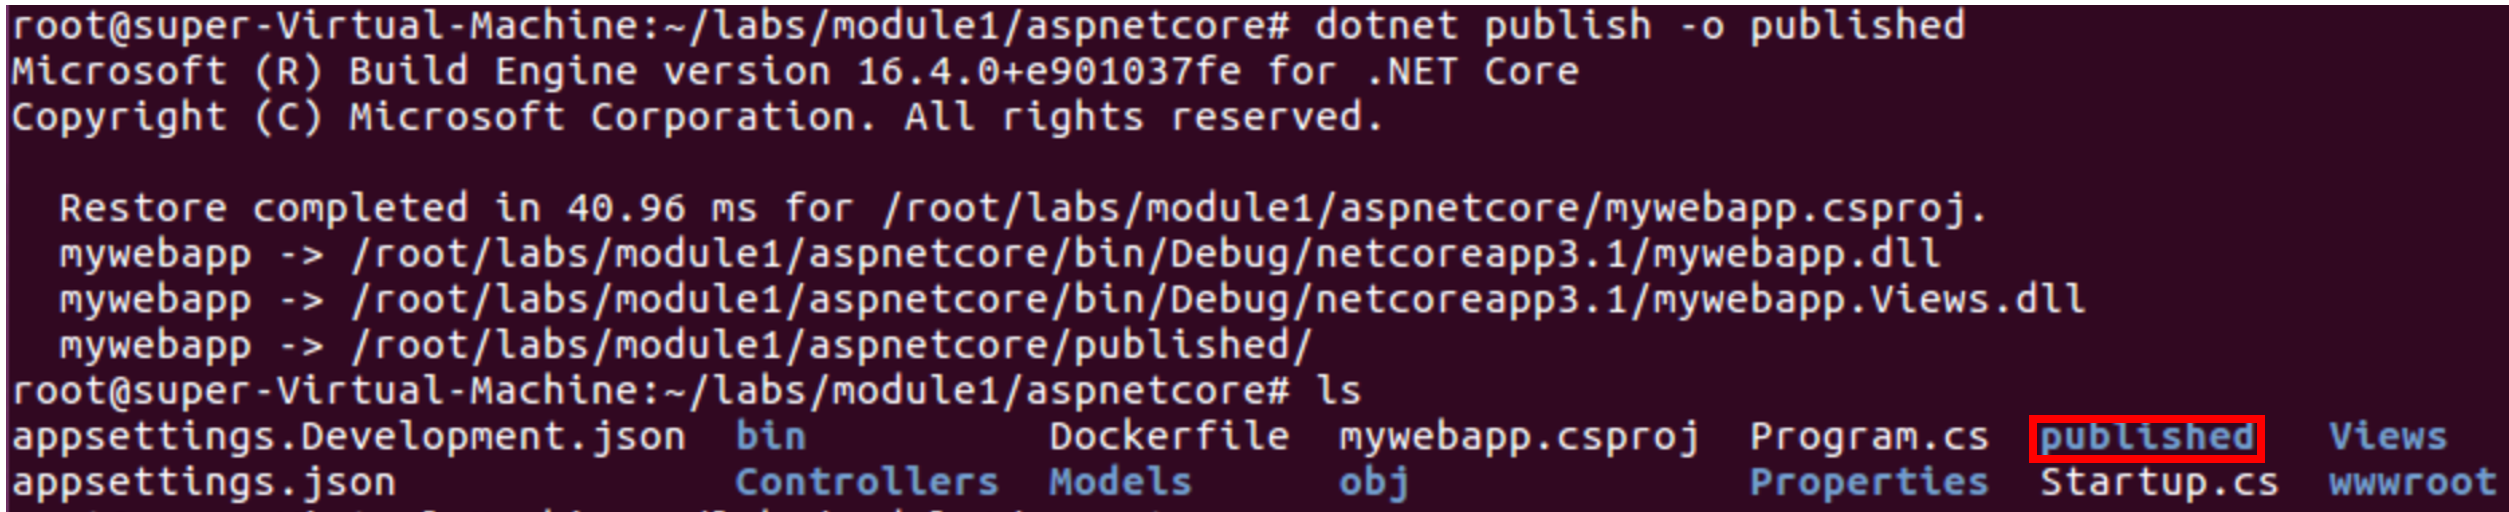 root@super-Virtual-Machine:~/labs/module1/aspnetcore# dotnet publish -o published
Microsoft (R) Build Engine version 16.4.0+e901037fe for .NET Core
Copyright (C) Microsoft Corporation. All rights reserved.
Restore completed in 40.96 ms for /root/labs/module1/aspnetcore/mywebapp.csproj.
mywebapp -> /root/labs/module1/aspnetcore/bin/Debug/netcoreapp3.1/mywebapp.dll
mywebapp -> /root/labs/module1/aspnetcore/bin/Debug/netcoreapp3.1/mywebapp.Views.dll
mywebapp -> /root/labs/module1/aspnetcore/published/
root@super-Virtual-Machine:~/labs/module1/aspnetcore# ls
appsettings.Development.json bin Dockerfile mywebapp.csproj Program.cs published Views
appsettings.json Controllers Models obj Properties Startup.cs wwwroot